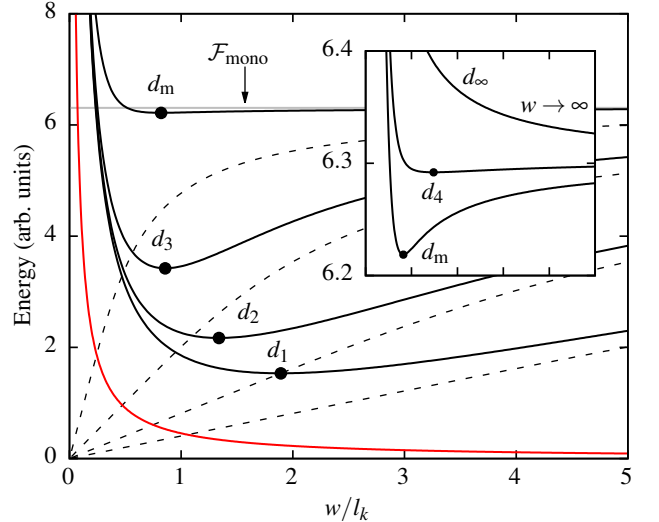 8
6
4
2
0
Energy (arb. units)
0
1
2
3
4
5
w/l_k
ℱ_mono
d_m
d_3
d_2
d_1
6.4
6.3
6.2
d_∞
w → ∞
d_4
d_m